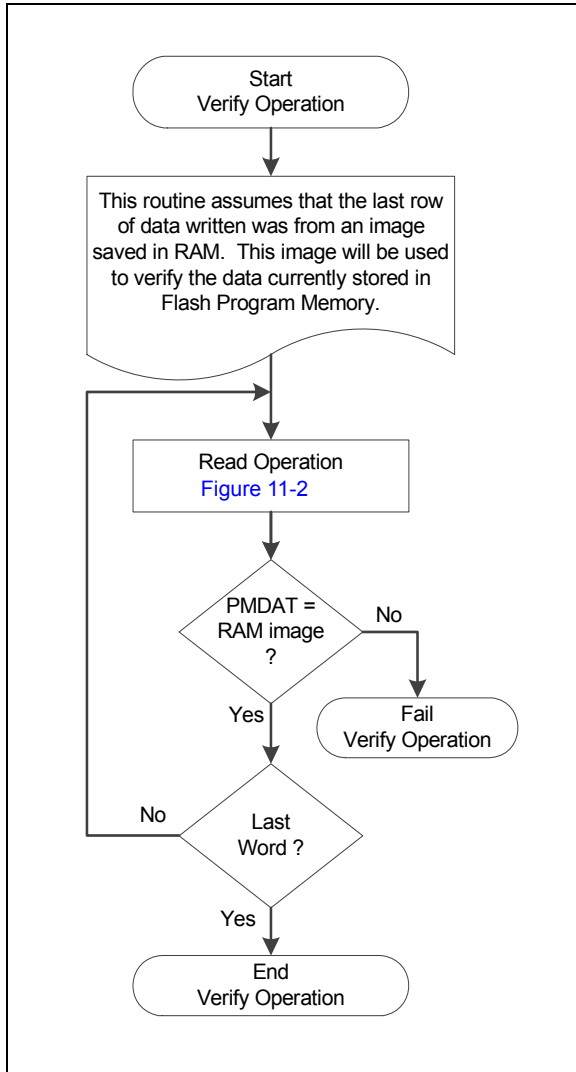 Start
Verify Operation
This routine assumes that the last row
of data written was from an image
saved in RAM. This image will be used
to verify the data currently stored in
Flash Program Memory.
Read Operation
Figure 11-2
PMDAT =
RAM image
?
No
Yes
Fail
Verify Operation
No
Last
Word ?
Yes
End
Verify Operation